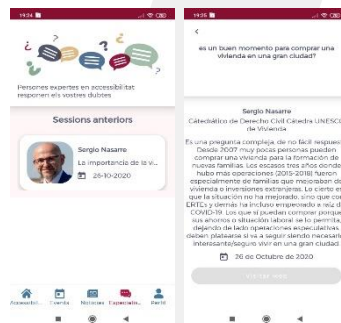 19:24
Persones expertes en accessibilitat
responen els vostres dubtes
Sessions anteriors
Sergio Nasarre
La importancia de la vi...
26-10-2020
Accessibil...
Events
Notícies
Especialis...
Perfil
19:25
es un buen momento para comprar una
vivienda en una gran ciudad?
Sergio Nasarre
Cátedrático de Derecho Civil Cátedra UNESCO
de Vivienda
Es una pregunta compleja, de no fácil respuesta.
Desde 2007 muy pocas personas pueden
comprar una vivienda para la formación de
nuevas familias. Los escasos tres años donde
hubo más operaciones (2015-2018) fueron
especialmente de familias que mejoraban de
vivienda o inversiones extranjeras. Lo cierto es
que la situación no ha mejorado, sino que con
ERTEs y demás ha incluso empeorado a raíz del
COVID-19. Los que sí puedan comprar porque
sus ahorros o situación laboral se lo permita,
dejando de lado operaciones especulativas,
deben platearse si va a seguir siendo necesario/
interesante/seguro vivir en una gran ciudad
26 de Octubre de 2020